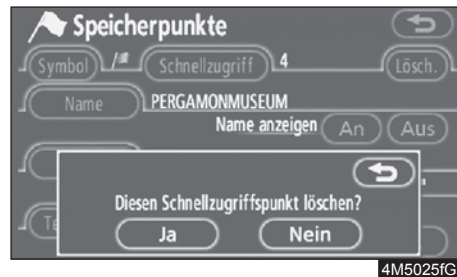 Speicherpunkte
Symbol Schnellzugriff 4 Lösch.
Name PERGAMONMUSEUM
Name anzeigen An Aus
Diesen Schnellzugriffspunkt löschen?
Ja Nein
4M5025fG